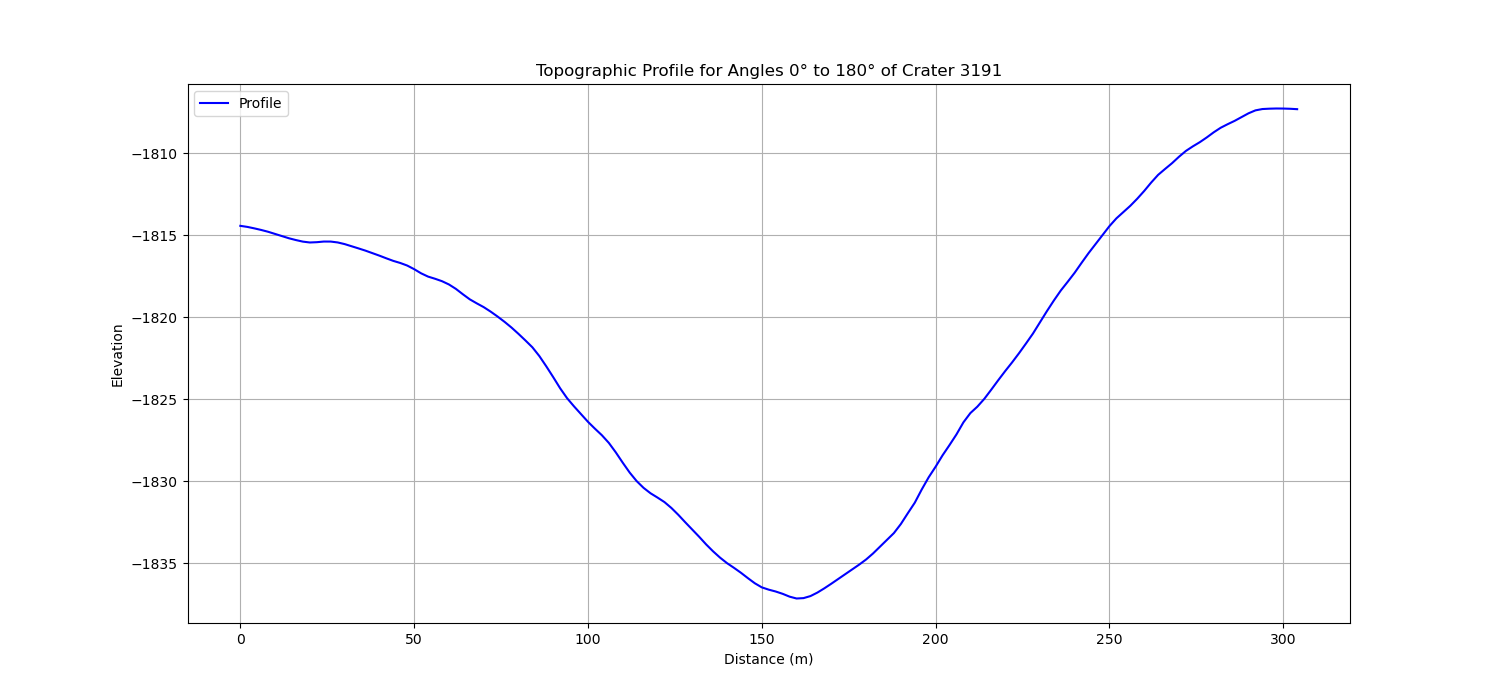 Topographic Profile for Angles 0° to 180° of Crater 3191
Profile
−1810
−1815
−1820
−1825
−1830
−1835
Elevation
0 50 100 150 200 250 300
Distance (m)